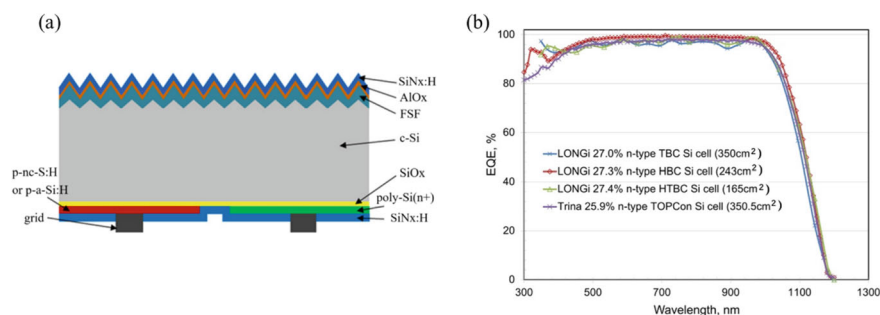 (a)
SiNx:H
AlOx
FSF
c-Si
p-nc-S:H
or p-a-Si:H
SiOx
poly-Si(n+)
grid
SiNx:H
(b)
EQE, %
100
80
60
40
20
0
LONGi 27.0% n-type TBC Si cell (350cm²)
LONGi 27.3% n-type HBC Si cell (243cm²)
LONGi 27.4% n-type HTBC Si cell (165cm²)
Trina 25.9% n-type TOPCon Si cell (350.5cm²)
300 500 700 900 1100 1300
Wavelength, nm